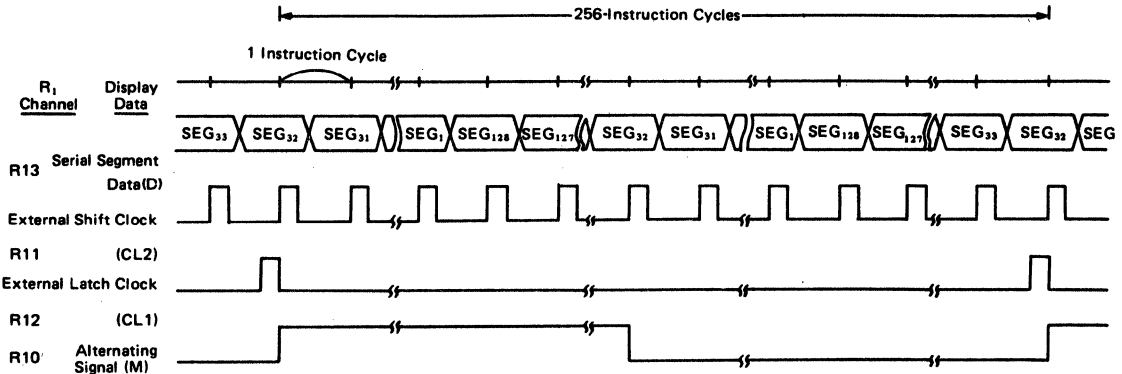 256-Instruction Cycles
1 Instruction Cycle
R₁ Channel
Display Data
SEG₃₃ SEG₃₂ SEG₃₁ SEG₁ SEG₁₂₈ SEG₁₂₇ SEG₃₂ SEG₃₁ SEG₁ SEG₁₂₈ SEG₁₂₇ SEG₃₃ SEG₃₂ SEG
R13 Serial Segment
Data(D)
External Shift Clock
R11 (CL2)
External Latch Clock
R12 (CL1)
R10 Alternating
Signal (M)